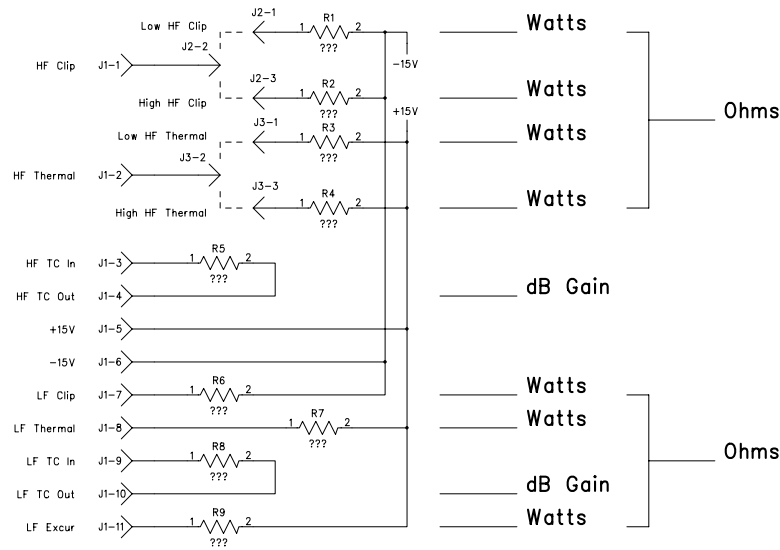 Low HF Clip J2-1 1 R1 2 Watts
???
J2-2
HF Clip J1-1 -15V
J2-3 1 R2 2 Watts
High HF Clip ???
+15V
Low HF Thermal J3-1 1 R3 2 Watts
???
Ohms
J3-2
HF Thermal J1-2
J3-3 1 R4 2 Watts
High HF Thermal ???
HF TC In J1-3 1 R5 2
???
HF TC Out J1-4 dB Gain
+15V J1-5
-15V J1-6
LF Clip J1-7 1 R6 2 Watts
???
LF Thermal J1-8 1 R7 2 Watts
???
LF TC In J1-9 1 R8 2 Ohms
???
LF TC Out J1-10 dB Gain
LF Excur J1-11 1 R9 2 Watts
???